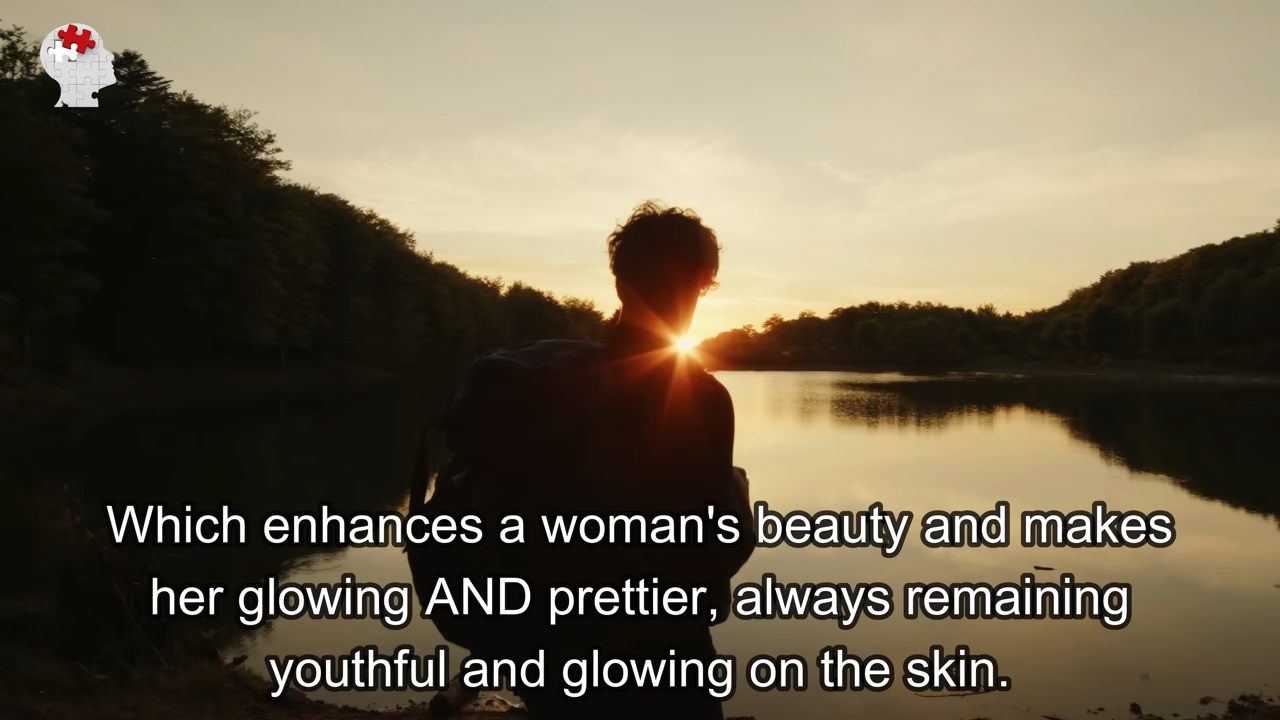 Which enhances a woman's beauty and makes
her glowing AND prettier, always remaining
youthful and glowing on the skin.